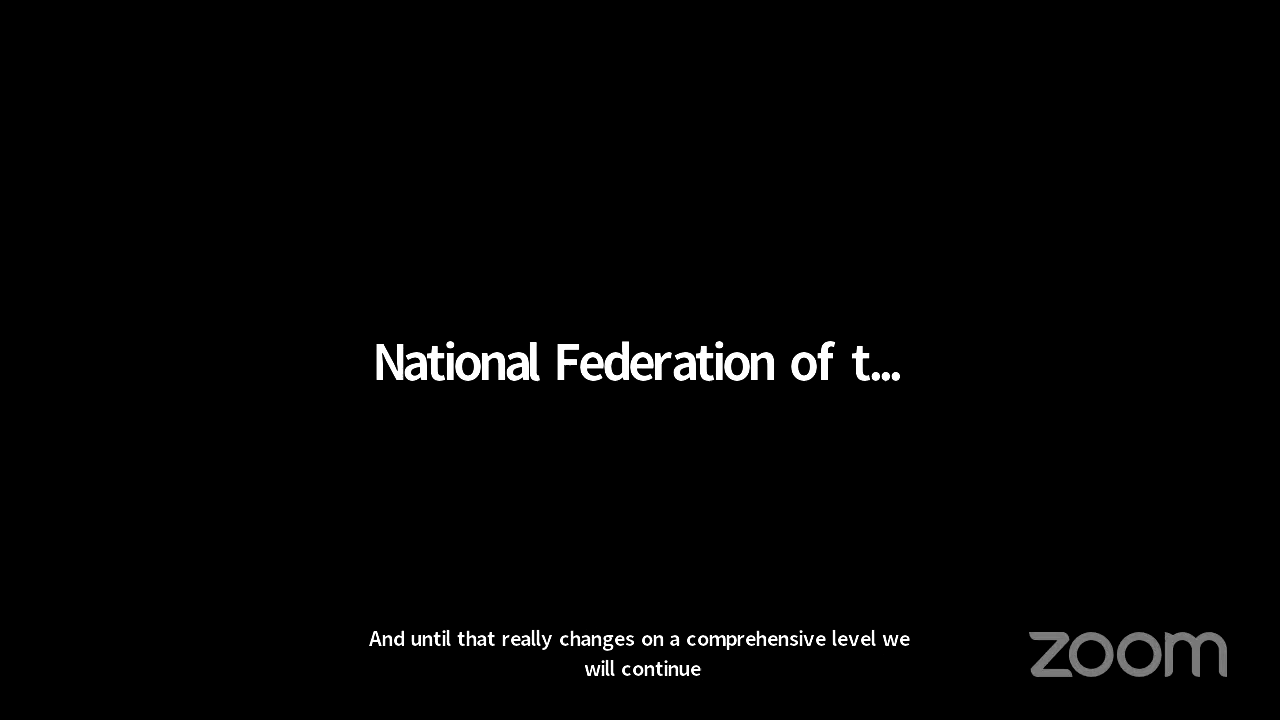 National Federation of t...
And until that really changes on a comprehensive level we
will continue
zoom